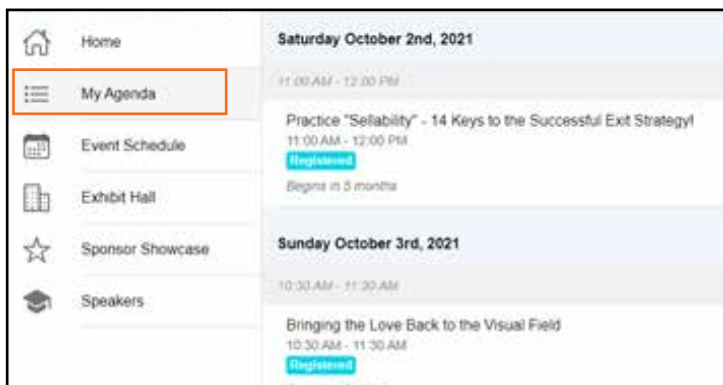 Home
My Agenda
Event Schedule
Exhibit Hall
Sponsor Showcase
Speakers
Saturday October 2nd, 2021
11:00 AM - 12:00 PM
Practice "Sellability" - 14 Keys to the Successful Exit Strategy!
11:00 AM - 12:00 PM
Registered
Begins in 5 months
Sunday October 3rd, 2021
10:30 AM - 11:30 AM
Bringing the Love Back to the Visual Field
10:30 AM - 11:30 AM
Registered